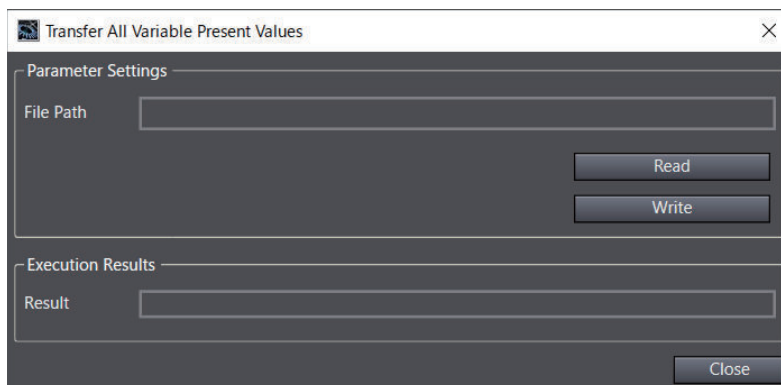 Transfer All Variable Present Values
Parameter Settings
File Path
Read
Write
Execution Results
Result
Close